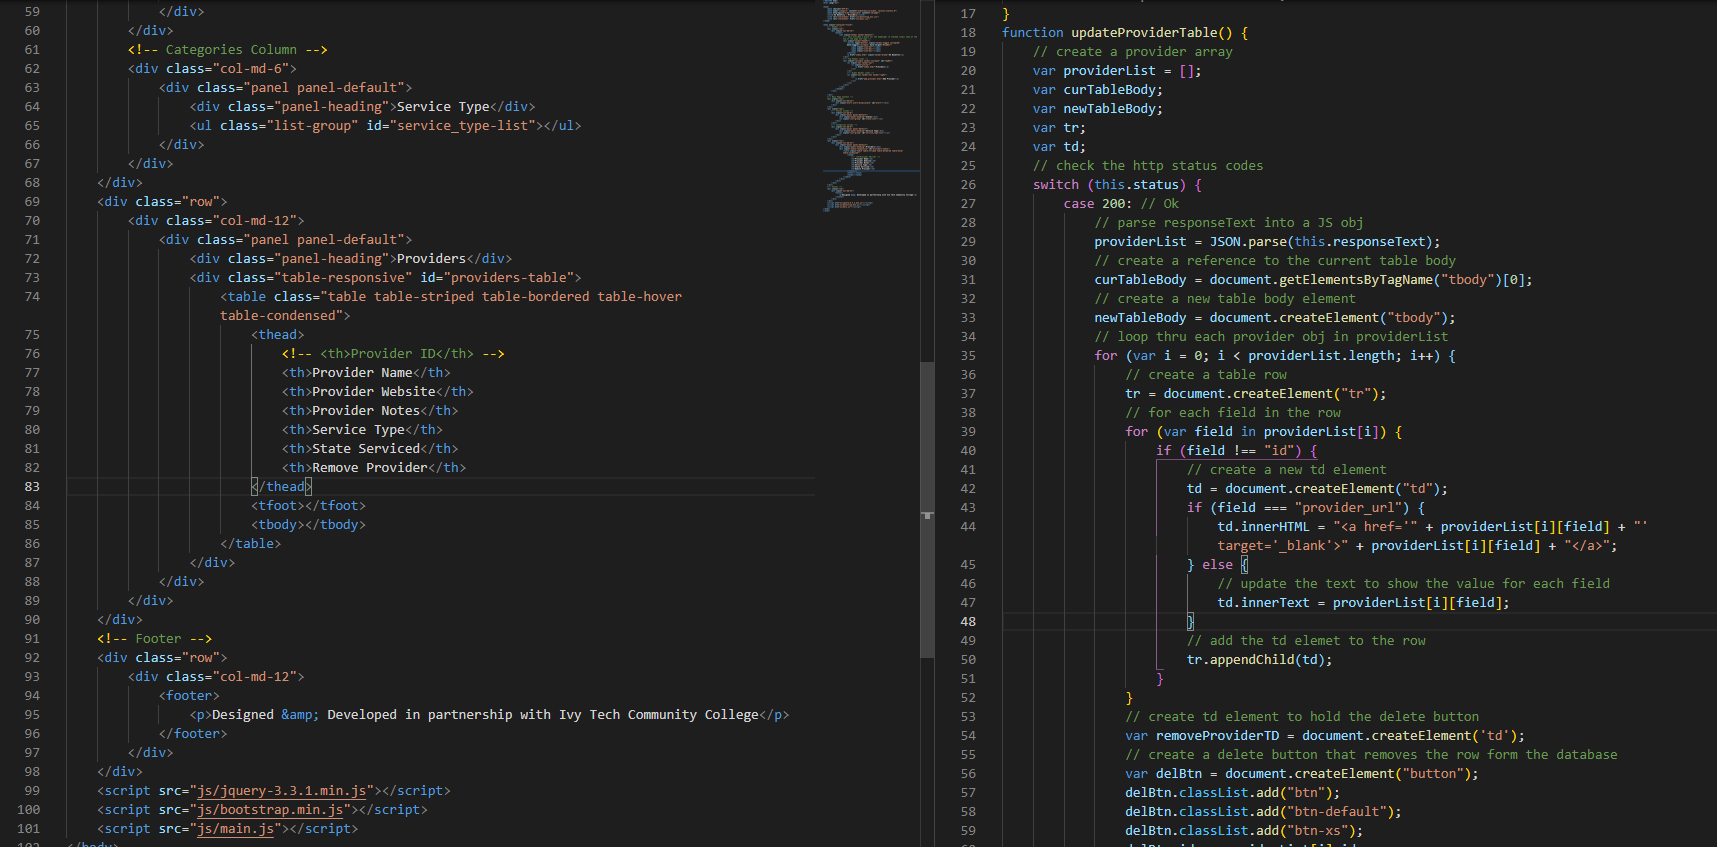 59 </div>
60 </div>
61 <!-- Categories Column -->
62 <div class="col-md-6">
63 <div class="panel panel-default">
64 <div class="panel-heading">Service Type</div>
65 <ul class="list-group" id="service_type-list"></ul>
66 </div>
67 </div>
68 </div>
69 <div class="row">
70 <div class="col-md-12">
71 <div class="panel panel-default">
72 <div class="panel-heading">Providers</div>
73 <div class="table-responsive" id="providers-table">
74 <table class="table table-striped table-bordered table-hover
table-condensed">
75 <thead>
76 <!-- <th>Provider ID</th> -->
77 <th>Provider Name</th>
78 <th>Provider Website</th>
79 <th>Provider Notes</th>
80 <th>Service Type</th>
81 <th>State Serviced</th>
82 <th>Remove Provider</th>
83 </thead>
84 <tfoot></tfoot>
85 <tbody></tbody>
86 </table>
87 </div>
88 </div>
89 </div>
90 </div>
91 <!-- Footer -->
92 <div class="row">
93 <div class="col-md-12">
94 <footer>
95 <p>Designed &amp; Developed in partnership with Ivy Tech Community College</p>
96 </footer>
97 </div>
98 </div>
99 <script src="js/jquery-3.3.1.min.js"></script>
100 <script src="js/bootstrap.min.js"></script>
101 <script src="js/main.js"></script>
102 </body>
17 }
18 function updateProviderTable() {
19 // create a provider array
20 var providerList = [];
21 var curTableBody;
22 var newTableBody;
23 var tr;
24 var td;
25 // check the http status codes
26 switch (this.status) {
27 case 200: // Ok
28 // parse responseText into a JS obj
29 providerList = JSON.parse(this.responseText);
30 // create a reference to the current table body
31 curTableBody = document.getElementsByTagName("tbody")[0];
32 // create a new table body element
33 newTableBody = document.createElement("tbody");
34 // loop thru each provider obj in providerList
35 for (var i = 0; i < providerList.length; i++) {
36 // create a table row
37 tr = document.createElement("tr");
38 // for each field in the row
39 for (var field in providerList[i]) {
40 if (field !== "id") {
41 // create a new td element
42 td = document.createElement("td");
43 if (field === "provider_url") {
44 td.innerHTML = "<a href='" + providerList[i][field] + "'
target='_blank'>" + providerList[i][field] + "</a>";
45 } else {
46 // update the text to show the value for each field
47 td.innerText = providerList[i][field];
48 }
49 // add the td elemet to the row
50 tr.appendChild(td);
51 }
52 }
53 // create td element to hold the delete button
54 var removeProviderTD = document.createElement('td');
55 // create a delete button that removes the row form the database
56 var delBtn = document.createElement("button");
57 delBtn.classList.add("btn");
58 delBtn.classList.add("btn-default");
59 delBtn.classList.add("btn-xs");